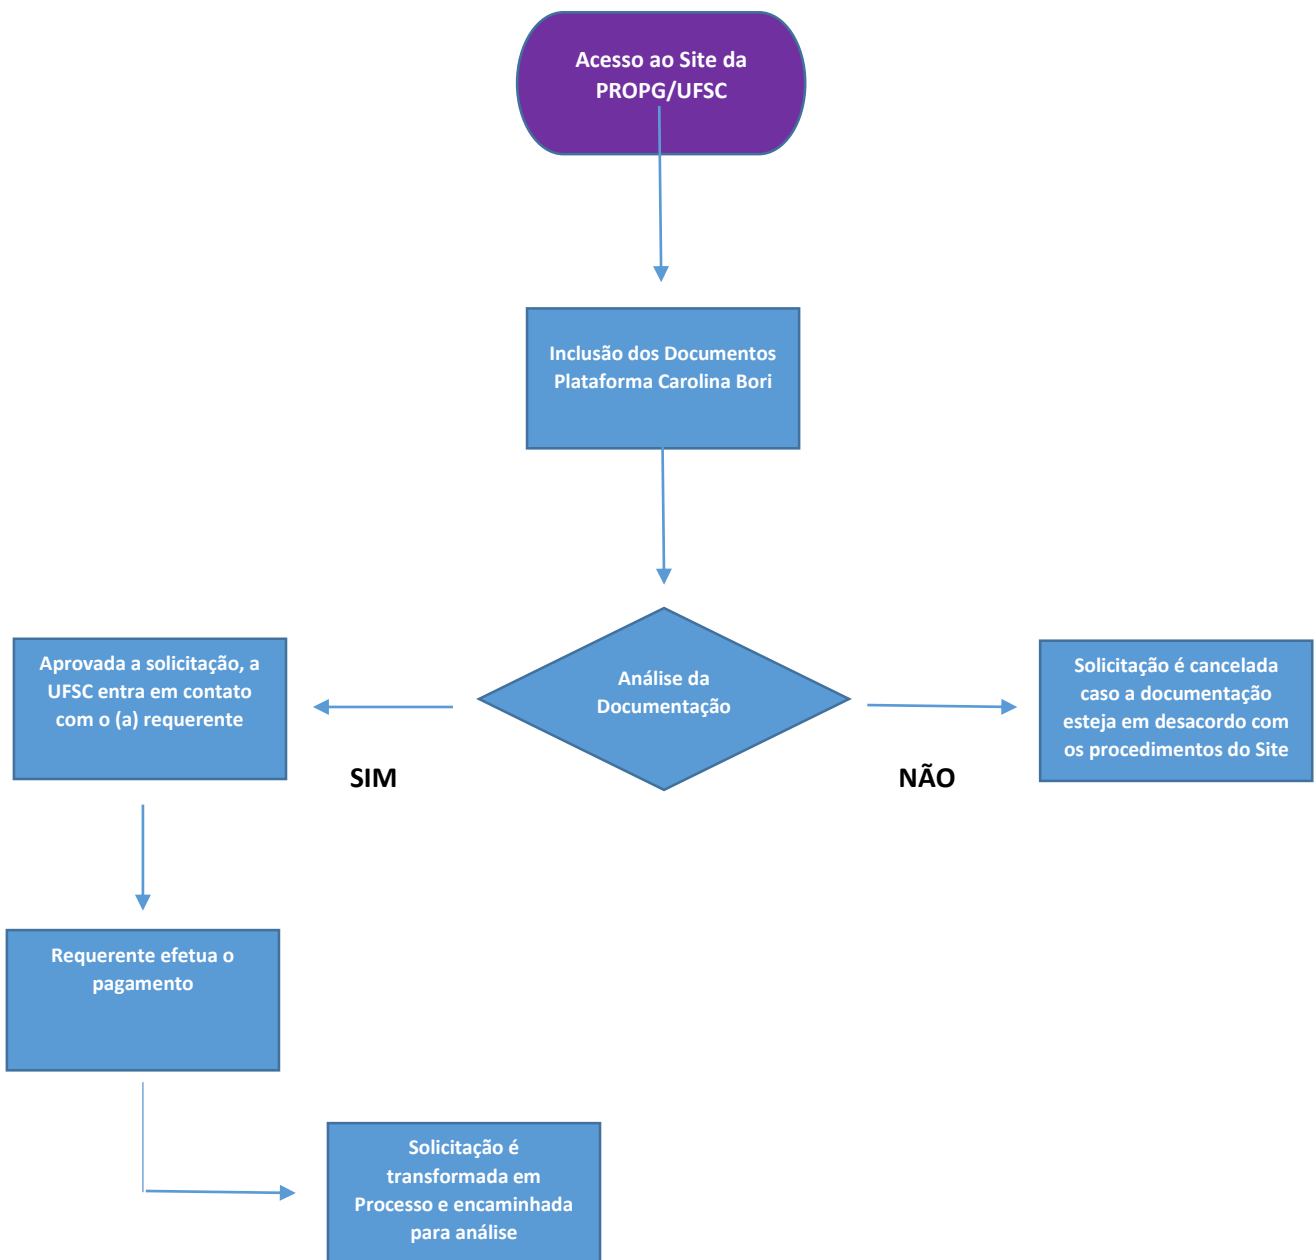 Acesso ao Site da
PROPG/UFSC
Inclusão dos Documentos
Plataforma Carolina Bori
Análise da
Documentação
Aprovada a solicitação, a
UFSC entra em contato
com o (a) requerente
Solicitação é cancelada
caso a documentação
esteja em desacordo com
os procedimentos do Site
SIM
NÃO
Requerente efetua o
pagamento
Solicitação é
transformada em
Processo e encaminhada
para análise